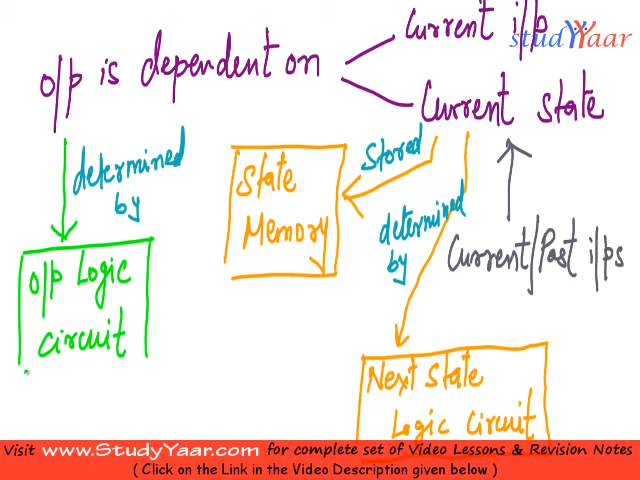 Current i/p
studYYaar
o/p is dependent on
Current state
determined
by
Stored
State
Memory
determined
by
Current/Past i/ps
o/p Logic
circuit
Next State
Logic Circuit
Visit www.StudyYaar.com for complete set of Video Lessons & Revision Notes
( Click on the Link in the Video Description given below )